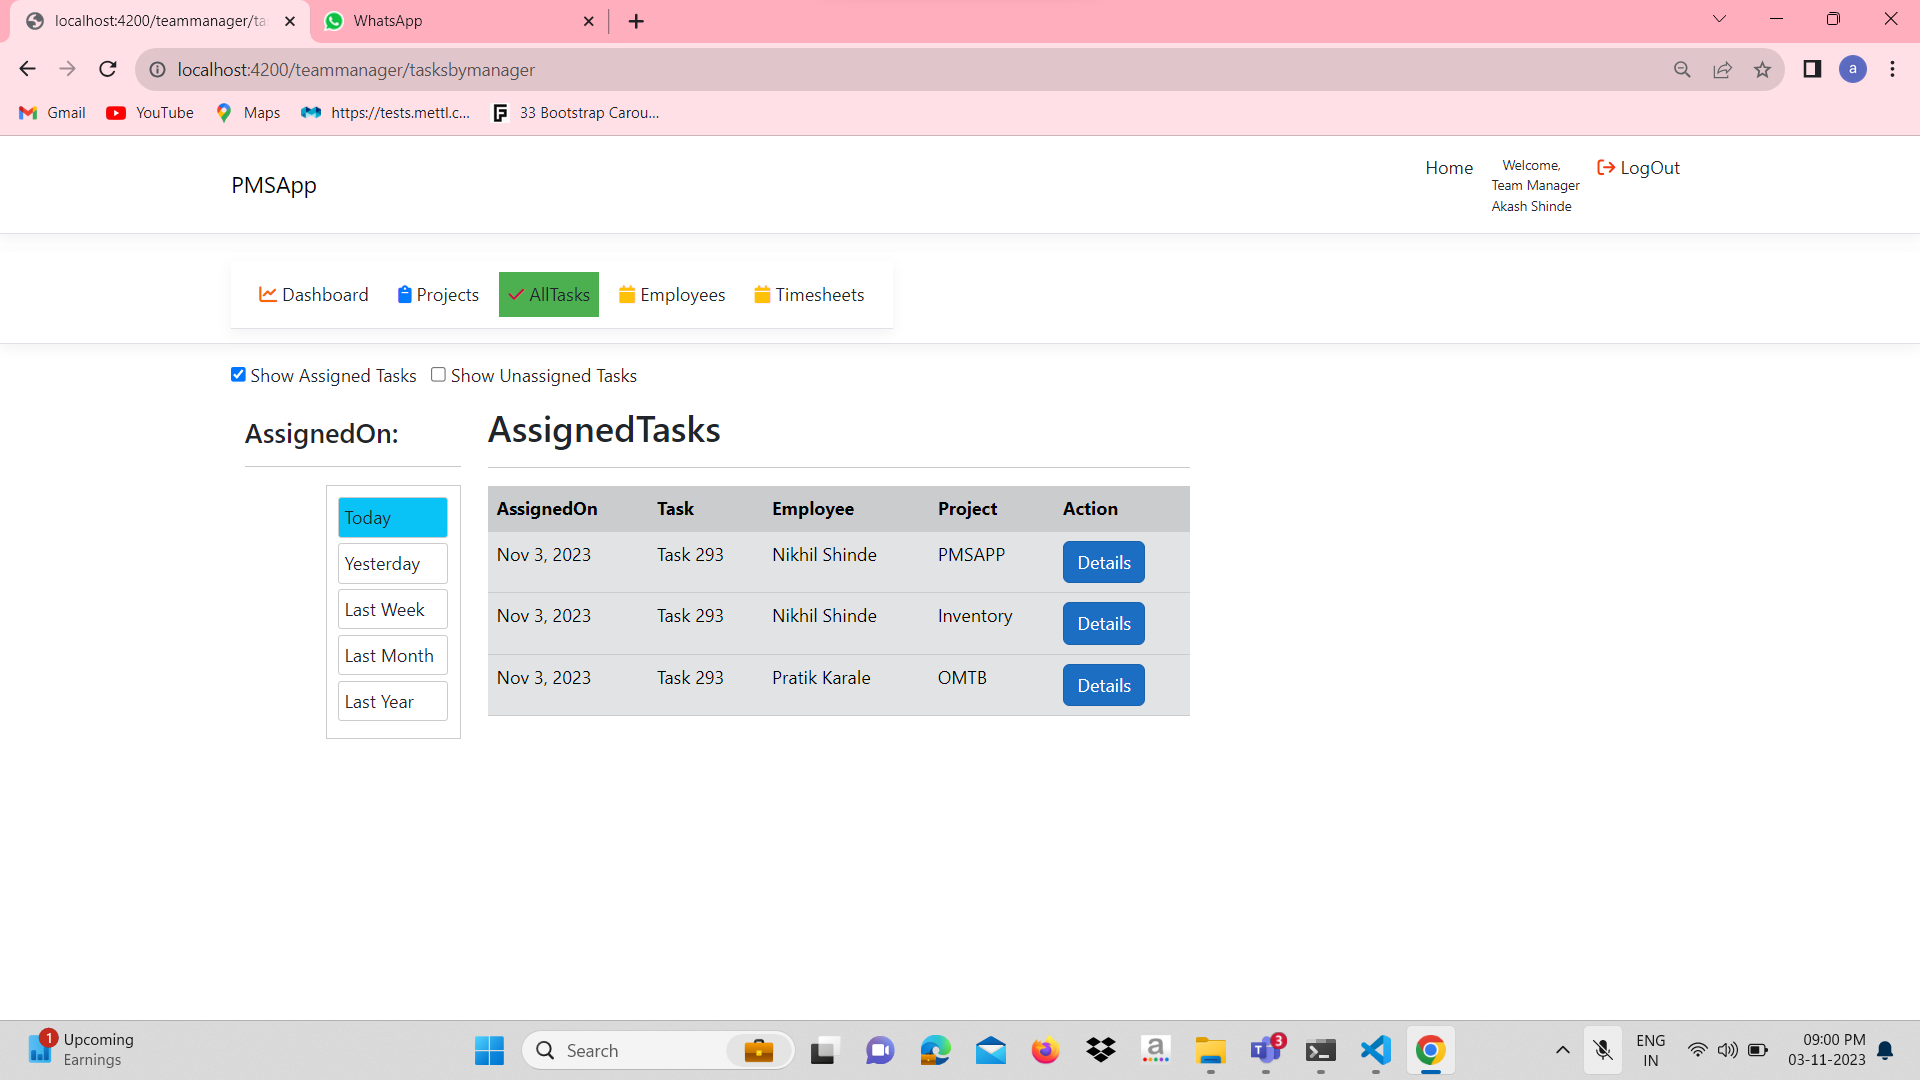 localhost:4200/teammanager/ta
WhatsApp
localhost:4200/teammanager/tasksbymanager
a
Gmail
YouTube
Maps
https://tests.mettl.c...
33 Bootstrap Carou...
PMSApp
Home
Welcome,
Team Manager
Akash Shinde
LogOut
Dashboard
Projects
AllTasks
Employees
Timesheets
Show Assigned Tasks
Show Unassigned Tasks
AssignedOn:
Today
Yesterday
Last Week
Last Month
Last Year
AssignedTasks
AssignedOn Task Employee Project Action
Nov 3, 2023 Task 293 Nikhil Shinde PMSAPP Details
Nov 3, 2023 Task 293 Nikhil Shinde Inventory Details
Nov 3, 2023 Task 293 Pratik Karale OMTB Details
1
Upcoming
Earnings
Search
a
3
ENG
IN
09:00 PM
03-11-2023